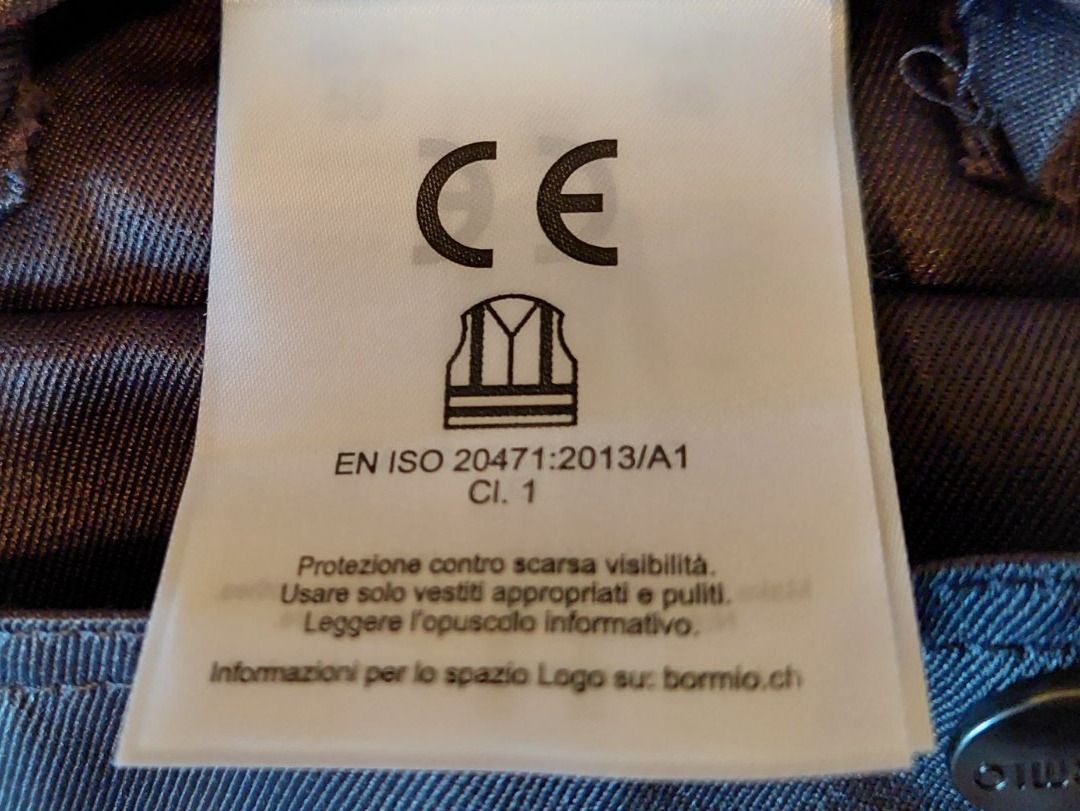 CE
EN ISO 20471:2013/A1
Cl. 1
Protezione contro scarsa visibilità.
Usare solo vestiti appropriati e puliti.
Leggere l'opuscolo informativo.
Informazioni per lo spazio Logo su: bormio.ch